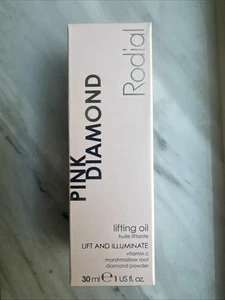 PINK
DIAMOND
Rodial
lifting oil
huile liftante
LIFT AND ILLUMINATE
vitamin c
marshmallow root
diamond powder
30 ml e 1 US fl. oz.